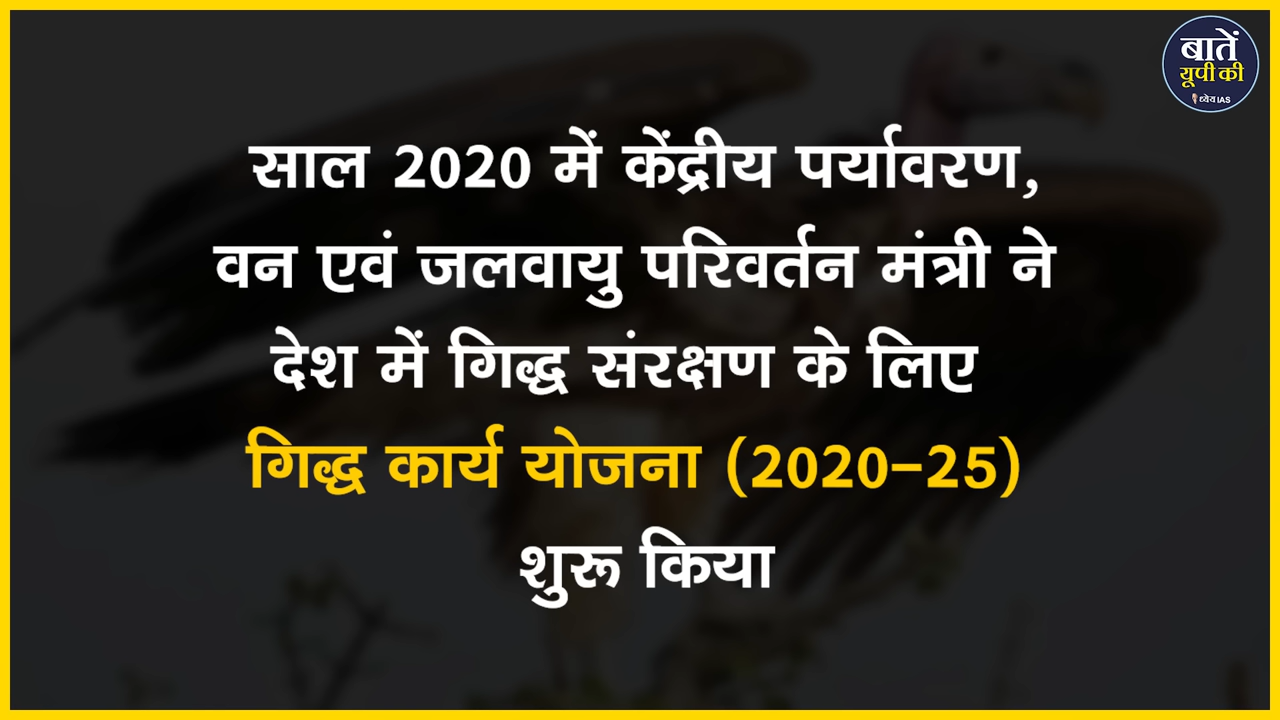 बातें
यूपी की
ध्येय IAS
साल 2020 में केंद्रीय पर्यावरण,
वन एवं जलवायु परिवर्तन मंत्री ने
देश में गिद्ध संरक्षण के लिए
गिद्ध कार्य योजना (2020-25)
शुरू किया